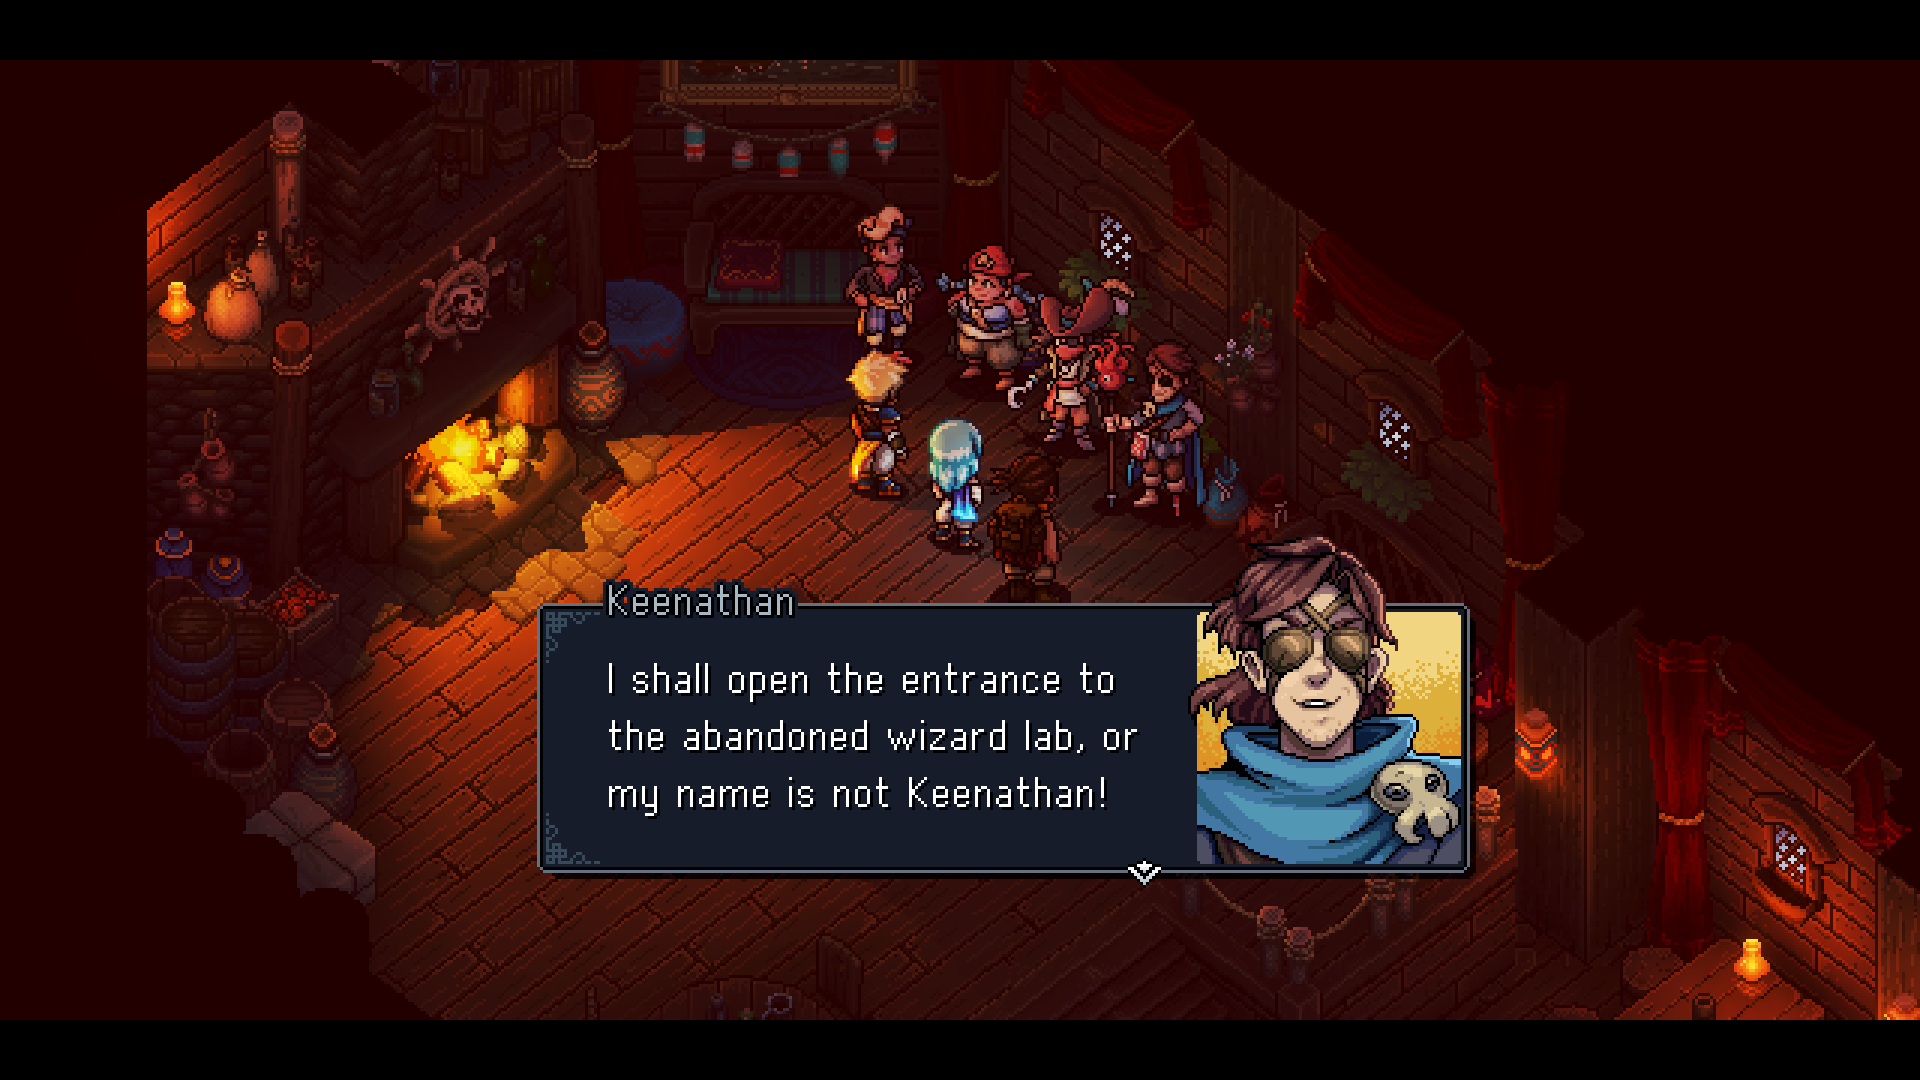 Keenathan
I shall open the entrance to
the abandoned wizard lab, or
my name is not Keenathan!